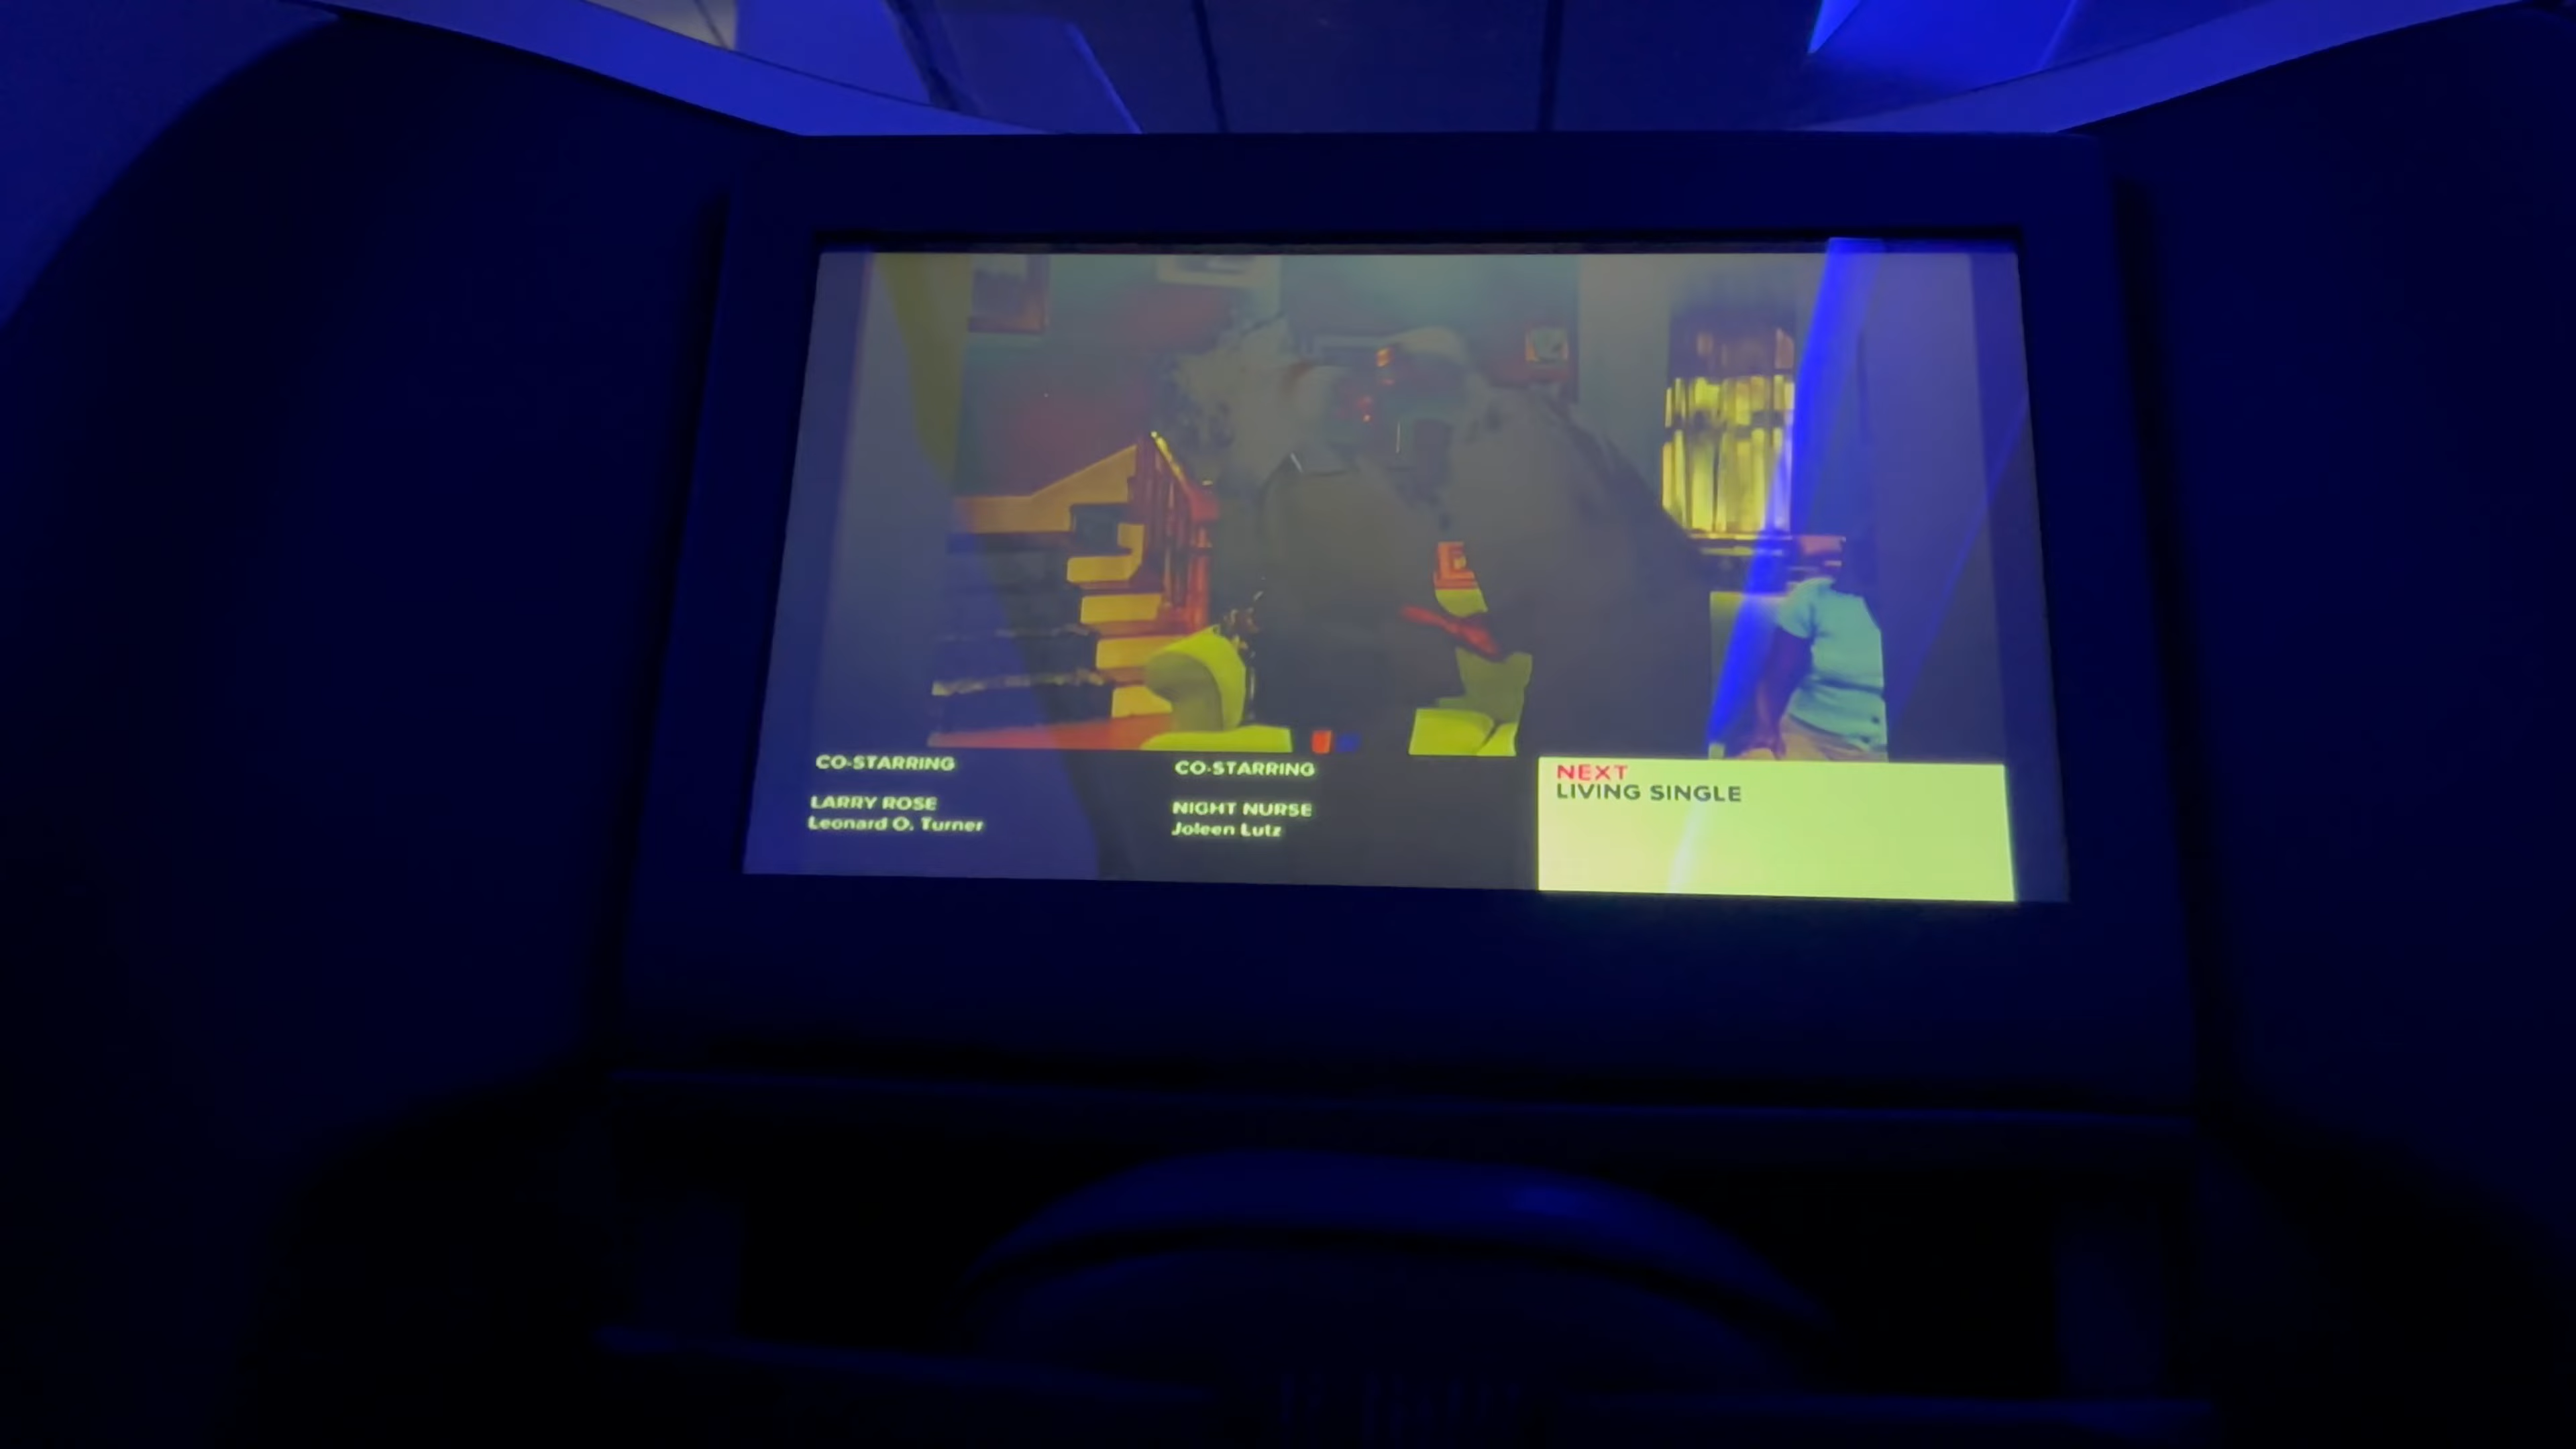 CO-STARRING
LARRY ROSE
Leonard O. Turner
CO-STARRING
NIGHT NURSE
Joleen Lutz
NEXT
LIVING SINGLE